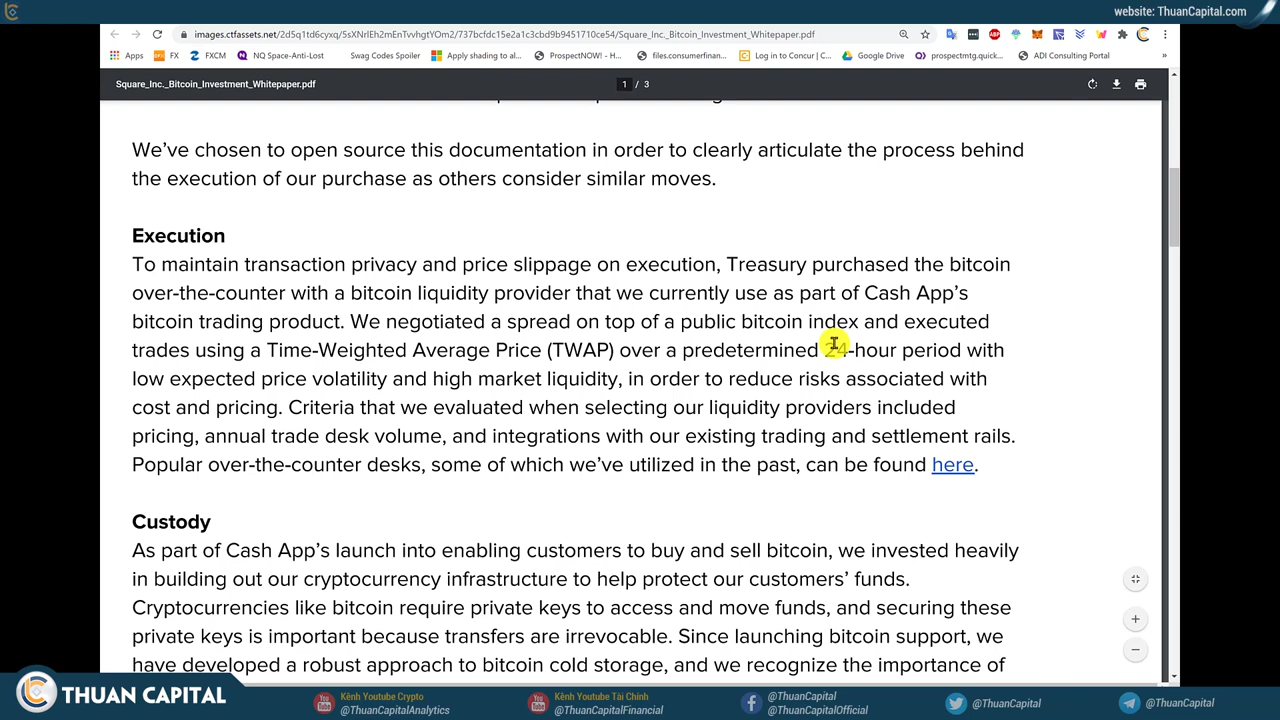 website: ThuanCapital.com
images.ctfassets.net/2d5q1td6cyxq/5sXNrIEh2mEnTvvhgtYOm2/737bcfdc15e2a1c3cbd9b9451710ce54/Square_Inc._Bitcoin_Investment_Whitepaper.pdf
Apps FX FXCM NQ Space-Anti-Lost Swag Codes Spoiler Apply shading to al... ProspectNOW! - H... files.consumerfinan... Log in to Concur | C... Google Drive prospectmtg.quick... ADI Consulting Portal »
Square_Inc._Bitcoin_Investment_Whitepaper.pdf 1 / 3
We've chosen to open source this documentation in order to clearly articulate the process behind
the execution of our purchase as others consider similar moves.
Execution
To maintain transaction privacy and price slippage on execution, Treasury purchased the bitcoin
over-the-counter with a bitcoin liquidity provider that we currently use as part of Cash App's
bitcoin trading product. We negotiated a spread on top of a public bitcoin index and executed
trades using a Time-Weighted Average Price (TWAP) over a predetermined 24-hour period with
low expected price volatility and high market liquidity, in order to reduce risks associated with
cost and pricing. Criteria that we evaluated when selecting our liquidity providers included
pricing, annual trade desk volume, and integrations with our existing trading and settlement rails.
Popular over-the-counter desks, some of which we've utilized in the past, can be found here.
Custody
As part of Cash App's launch into enabling customers to buy and sell bitcoin, we invested heavily
in building out our cryptocurrency infrastructure to help protect our customers' funds.
Cryptocurrencies like bitcoin require private keys to access and move funds, and securing these
private keys is important because transfers are irrevocable. Since launching bitcoin support, we
have developed a robust approach to bitcoin cold storage, and we recognize the importance of
THUAN CAPITAL
Kênh Youtube Crypto
@ThuanCapitalAnalytics
Kênh Youtube Tài Chính
@ThuanCapitalFinancial
@ThuanCapital
@ThuanCapitalOfficial
@ThuanCapital
@ThuanCapital